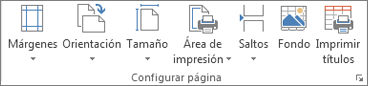 Márgenes Orientación Tamaño Área de Saltos Fondo Imprimir
impresión títulos
Configurar página